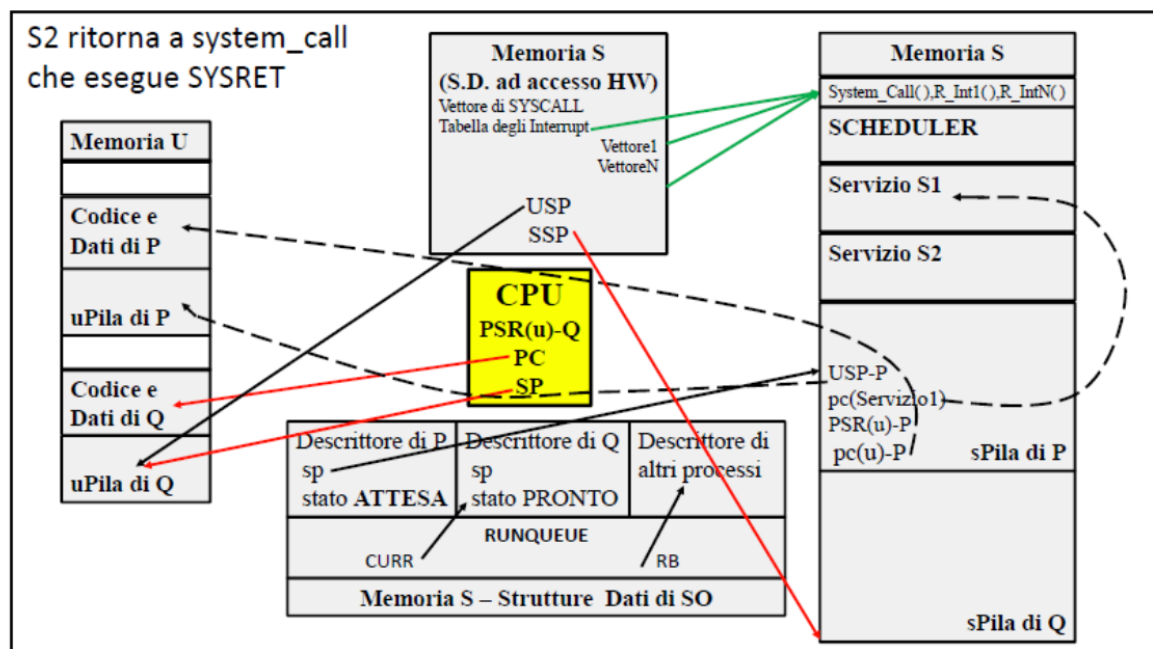 S2 ritorna a system_call
che esegue SYSRET
Memoria U
Codice e
Dati di P
uPila di P
Codice e
Dati di Q
uPila di Q
Memoria S
(S.D. ad accesso HW)
Vettore di SYSCALL
Tabella degli Interrupt
Vettore1
VettoreN
USP
SSP
CPU
PSR(u)-Q
PC
SP
Descrittore di P
sp
stato ATTESA
Descrittore di Q
sp
stato PRONTO
Descrittore di
altri processi
RUNQUEUE
CURR
RB
Memoria S – Strutture Dati di SO
Memoria S
System_Call(),R_Int1(),R_IntN()
SCHEDULER
Servizio S1
Servizio S2
USP-P
pc(Servizio1)
PSR(u)-P
pc(u)-P
sPila di P
sPila di Q